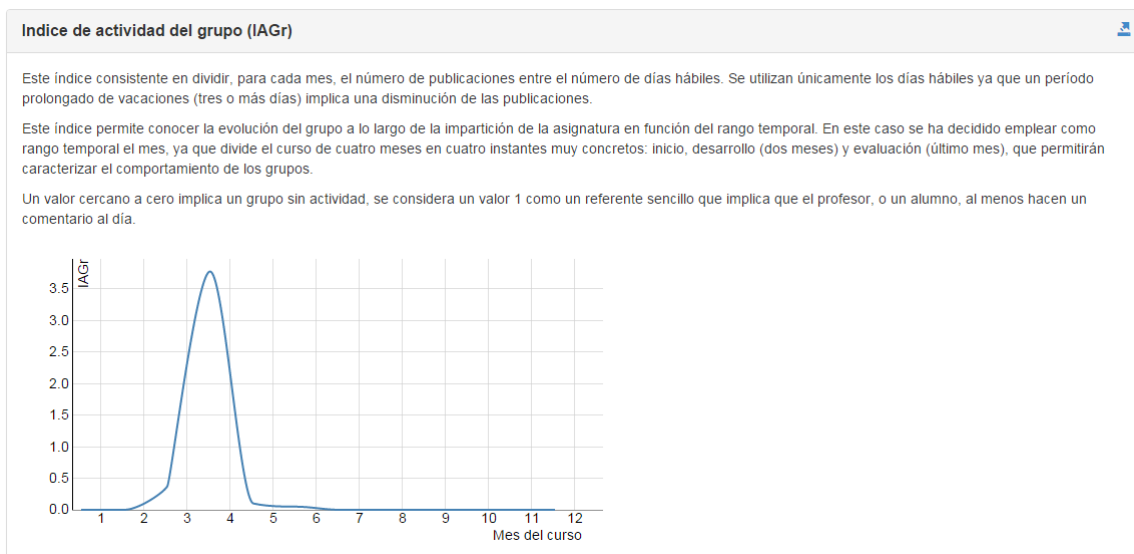 Indice de actividad del grupo (IAGr)
Este índice consistente en dividir, para cada mes, el número de publicaciones entre el número de días hábiles. Se utilizan únicamente los días hábiles ya que un período
prolongado de vacaciones (tres o más días) implica una disminución de las publicaciones.
Este índice permite conocer la evolución del grupo a lo largo de la impartición de la asignatura en función del rango temporal. En este caso se ha decidido emplear como
rango temporal el mes, ya que divide el curso de cuatro meses en cuatro instantes muy concretos: inicio, desarrollo (dos meses) y evaluación (último mes), que permitirán
caracterizar el comportamiento de los grupos.
Un valor cercano a cero implica un grupo sin actividad, se considera un valor 1 como un referente sencillo que implica que el profesor, o un alumno, al menos hacen un
comentario al día.
IAGr
3.5
3.0
2.5
2.0
1.5
1.0
0.5
0.0
1 2 3 4 5 6 7 8 9 10 11 12
Mes del curso